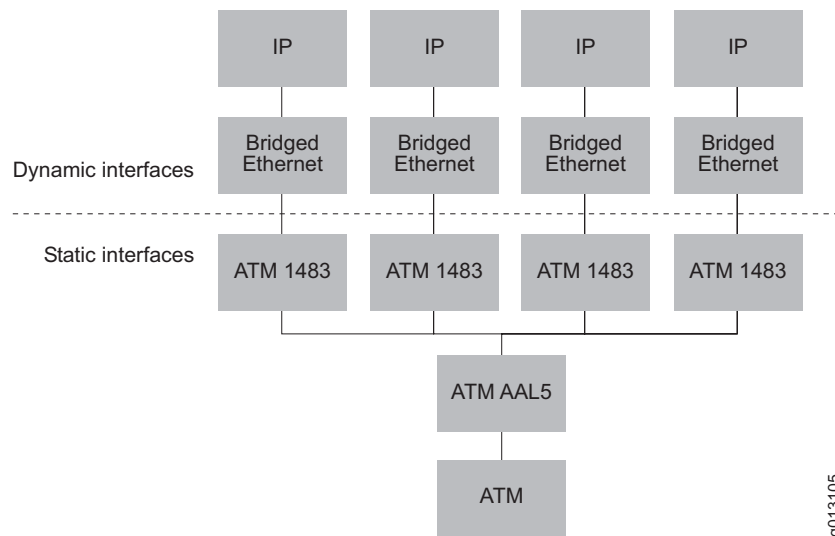 IP
IP
IP
IP
Bridged
Ethernet
Bridged
Ethernet
Bridged
Ethernet
Bridged
Ethernet
Dynamic interfaces
Static interfaces
ATM 1483
ATM 1483
ATM 1483
ATM 1483
ATM AAL5
ATM
g013105